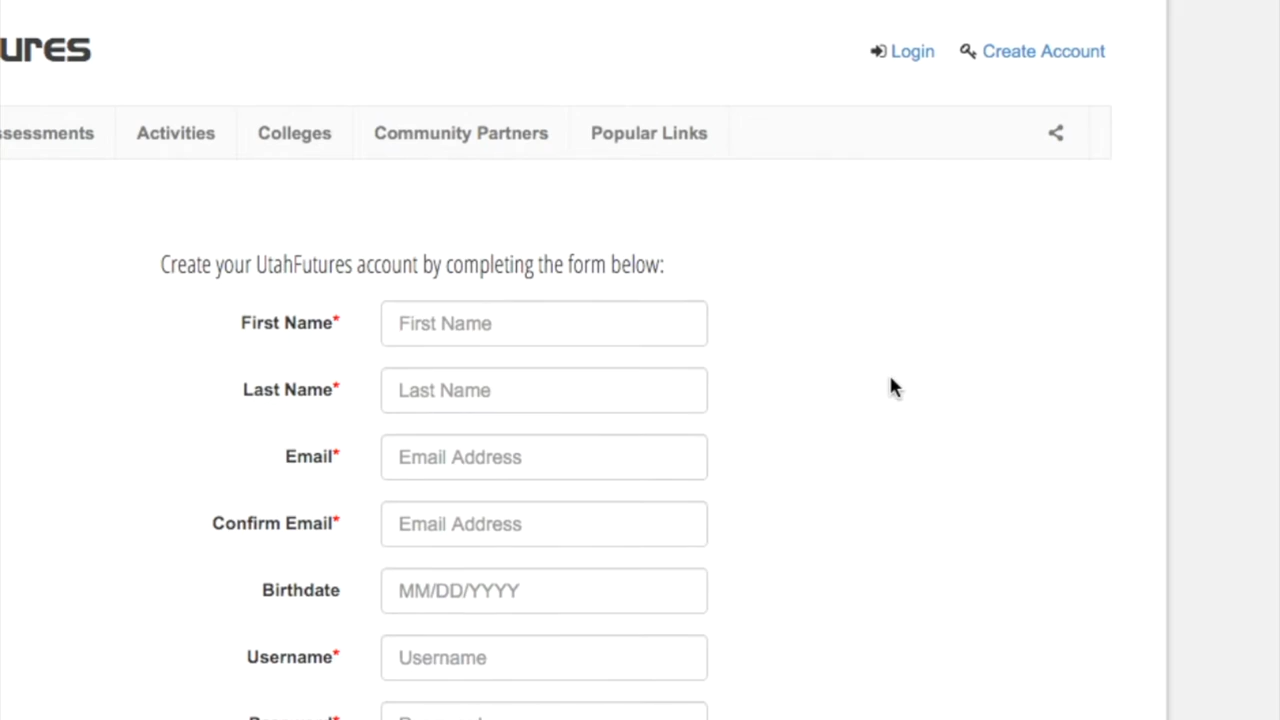 Login Create Account
Activities Colleges Community Partners Popular Links
Create your UtahFutures account by completing the form below:
First Name* First Name
Last Name* Last Name
Email* Email Address
Confirm Email* Email Address
Birthdate MM/DD/YYYY
Username* Username